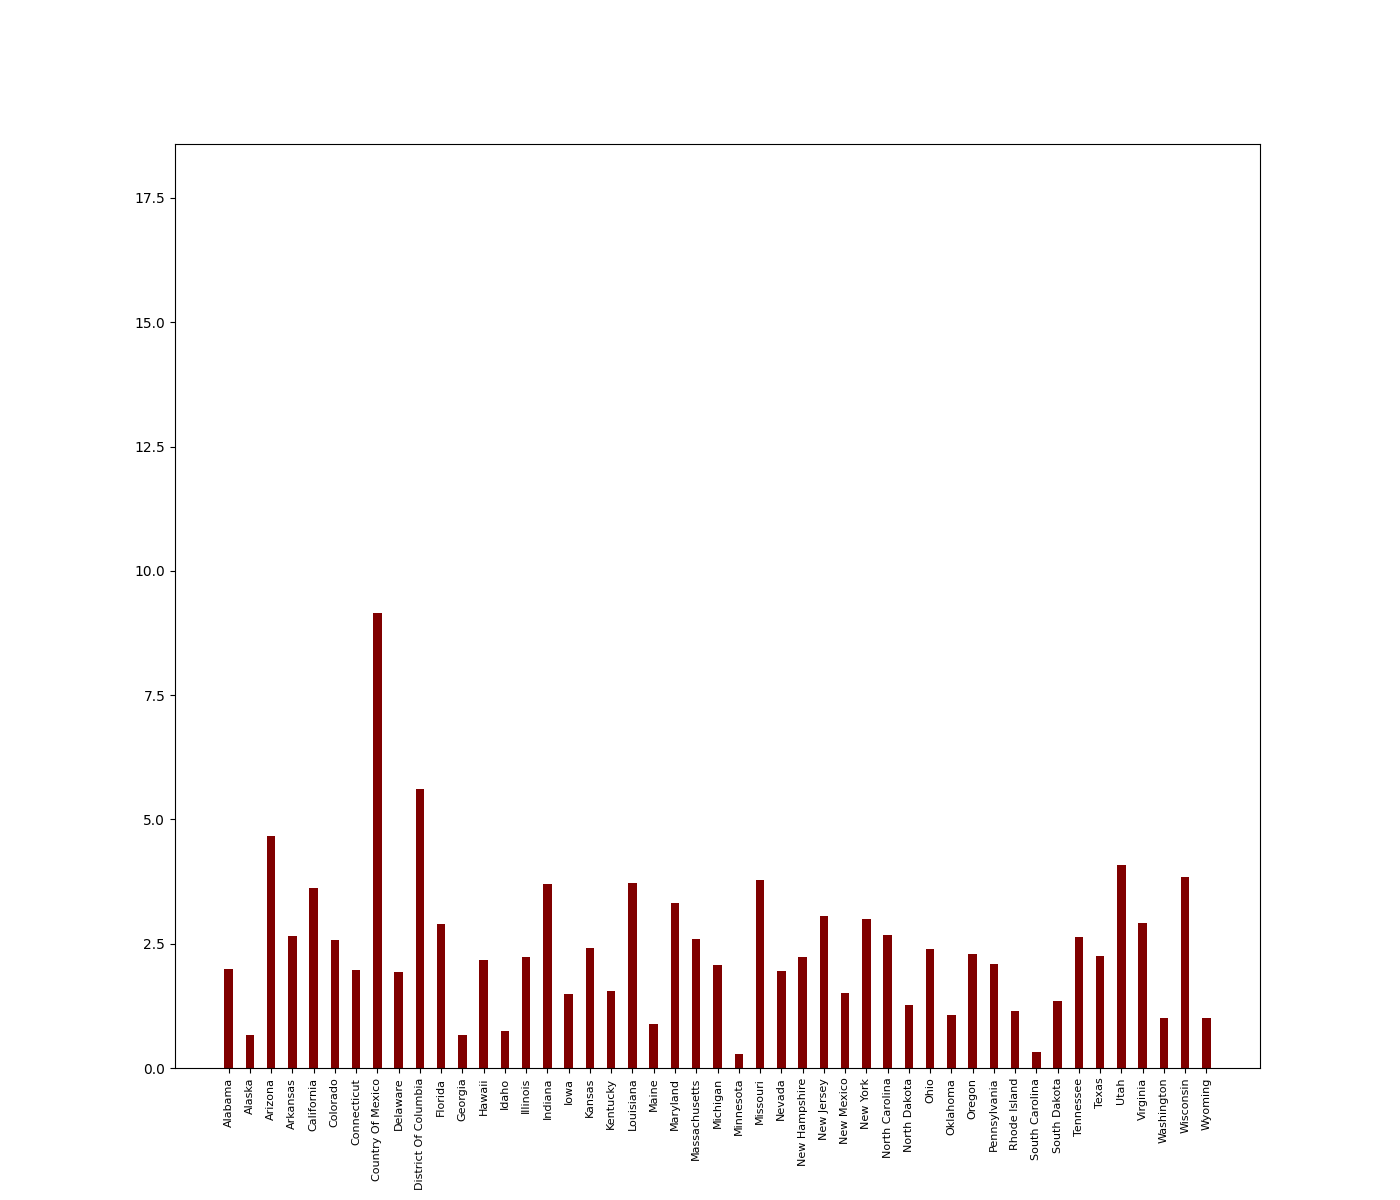 17.5
15.0
12.5
10.0
7.5
5.0
2.5
0.0
Alabama
Alaska
Arizona
Arkansas
California
Colorado
Connecticut
Country Of Mexico
Delaware
District Of Columbia
Florida
Georgia
Hawaii
Idaho
Illinois
Indiana
Iowa
Kansas
Kentucky
Louisiana
Maine
Maryland
Massachusetts
Michigan
Minnesota
Missouri
Nevada
New Hampshire
New Jersey
New Mexico
New York
North Carolina
North Dakota
Ohio
Oklahoma
Oregon
Pennsylvania
Rhode Island
South Carolina
South Dakota
Tennessee
Texas
Utah
Virginia
Washington
Wisconsin
Wyoming